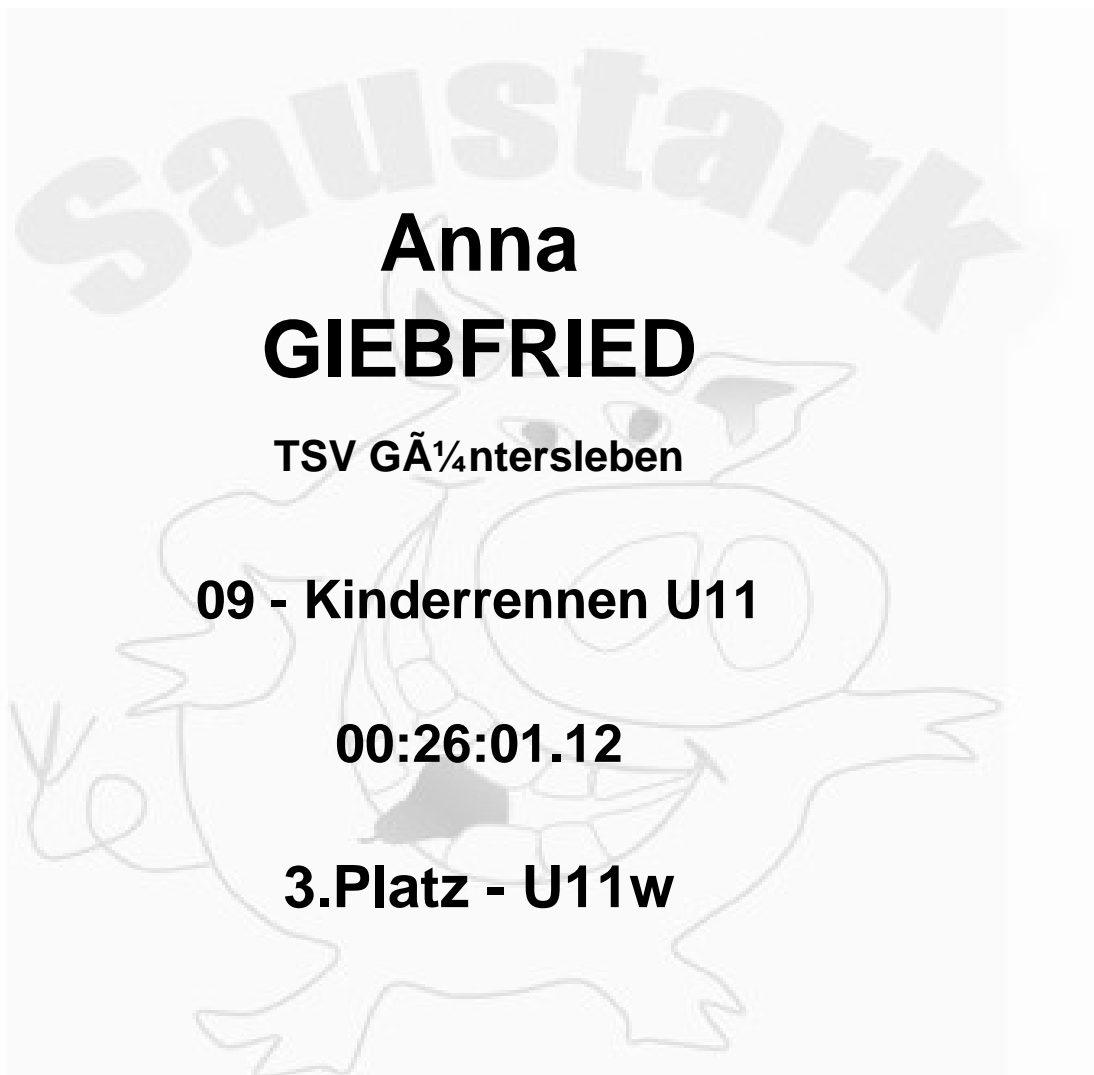 saustark
Anna
GIEBFRIED
TSV GÃ¼ntersleben
09 - Kinderrennen U11
00:26:01.12
3.Platz - U11w